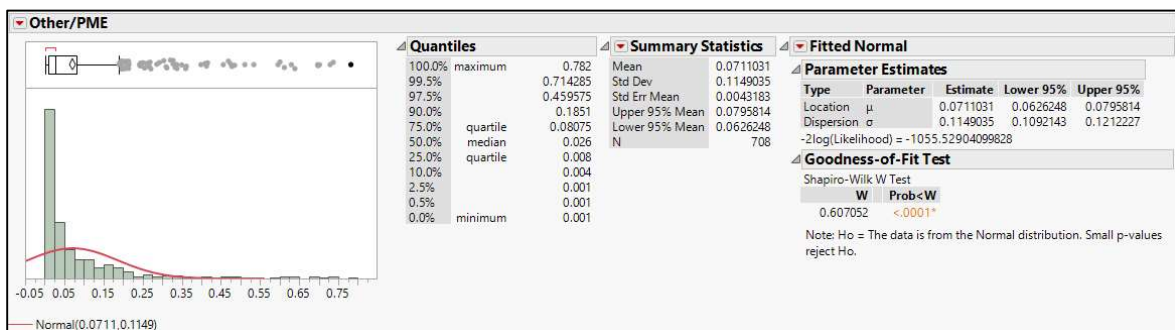 Other/PME
-0.05 0.05 0.15 0.25 0.35 0.45 0.55 0.65 0.75
Normal(0.0711,0.1149)
Quantiles
100.0% maximum 0.782
99.5% 0.714285
97.5% 0.459575
90.0% 0.1851
75.0% quartile 0.08075
50.0% median 0.026
25.0% quartile 0.008
10.0% 0.004
2.5% 0.001
0.5% 0.001
0.0% minimum 0.001
Summary Statistics
Mean 0.0711031
Std Dev 0.1149035
Std Err Mean 0.0043183
Upper 95% Mean 0.0795814
Lower 95% Mean 0.0626248
N 708
Fitted Normal
Parameter Estimates
Type Parameter Estimate Lower 95% Upper 95%
Location μ 0.0711031 0.0626248 0.0795814
Dispersion σ 0.1149035 0.1092143 0.1212227
-2log(Likelihood) = -1055.52904099828
Goodness-of-Fit Test
Shapiro-Wilk W Test
W Prob<W
0.607052 <.0001*
Note: Ho = The data is from the Normal distribution. Small p-values
reject Ho.